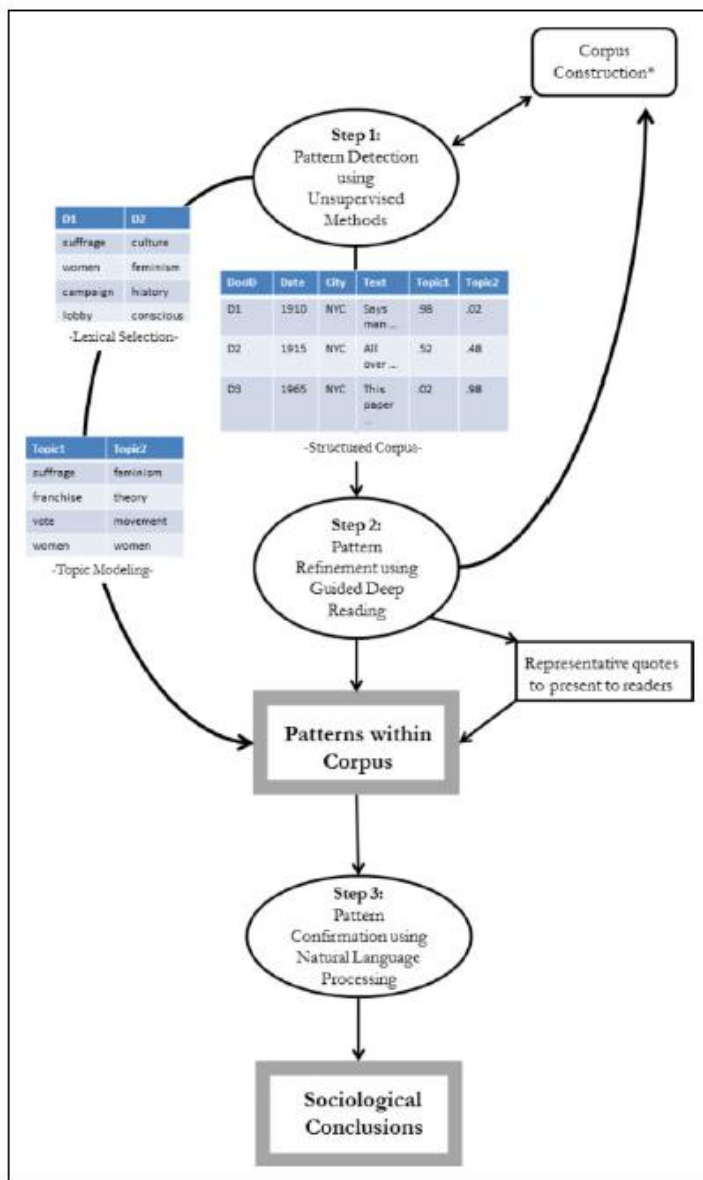 Corpus
Construction*
Step 1:
Pattern Detection
using
Unsupervised
Methods
D1 D2
suffrage culture
women feminism
campaign history
lobby conscious
-Lexical Selection-
DocID Date City Text Topic1 Topic2
D1 1910 NYC Says man ... .98 .02
D2 1915 NYC All over ... .52 .48
D3 1965 NYC This paper ... .02 .98
-Structured Corpus-
Topic1 Topic2
suffrage feminism
franchise theory
vote movement
women women
-Topic Modeling-
Step 2:
Pattern
Refinement using
Guided Deep
Reading
Representative quotes
to present to readers
Patterns within
Corpus
Step 3:
Pattern
Confirmation using
Natural Language
Processing
Sociological
Conclusions